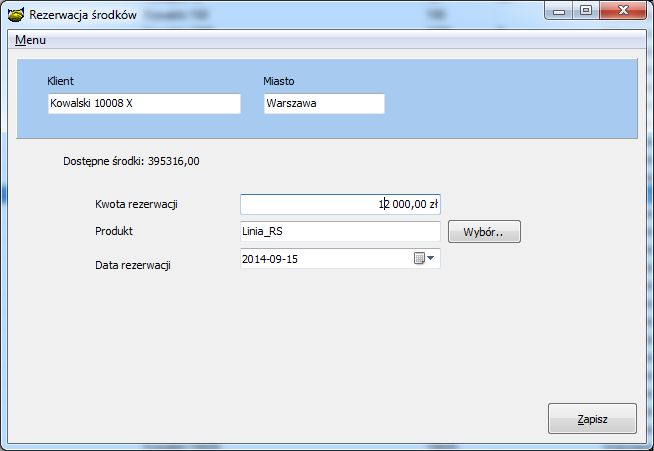 Rezerwacja środków
Menu
Klient Miasto
Kowalski 10008 X Warszawa
Dostępne środki: 395316,00
Kwota rezerwacji 12 000,00 zł
Produkt Linia_RS Wybór..
Data rezerwacji 2014-09-15
Zapisz